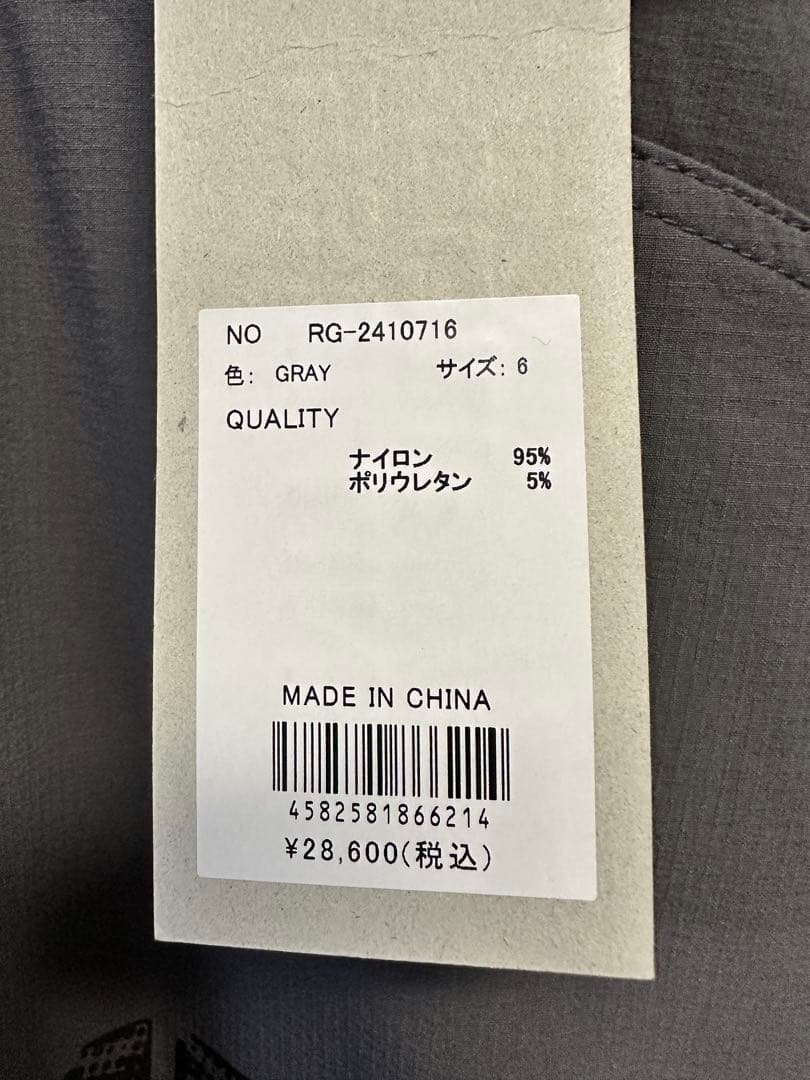 NO RG-2410716
色: GRAY サイズ: 6
QUALITY
ナイロン 95%
ポリウレタン 5%
MADE IN CHINA
4582581866214
¥28,600(税込)